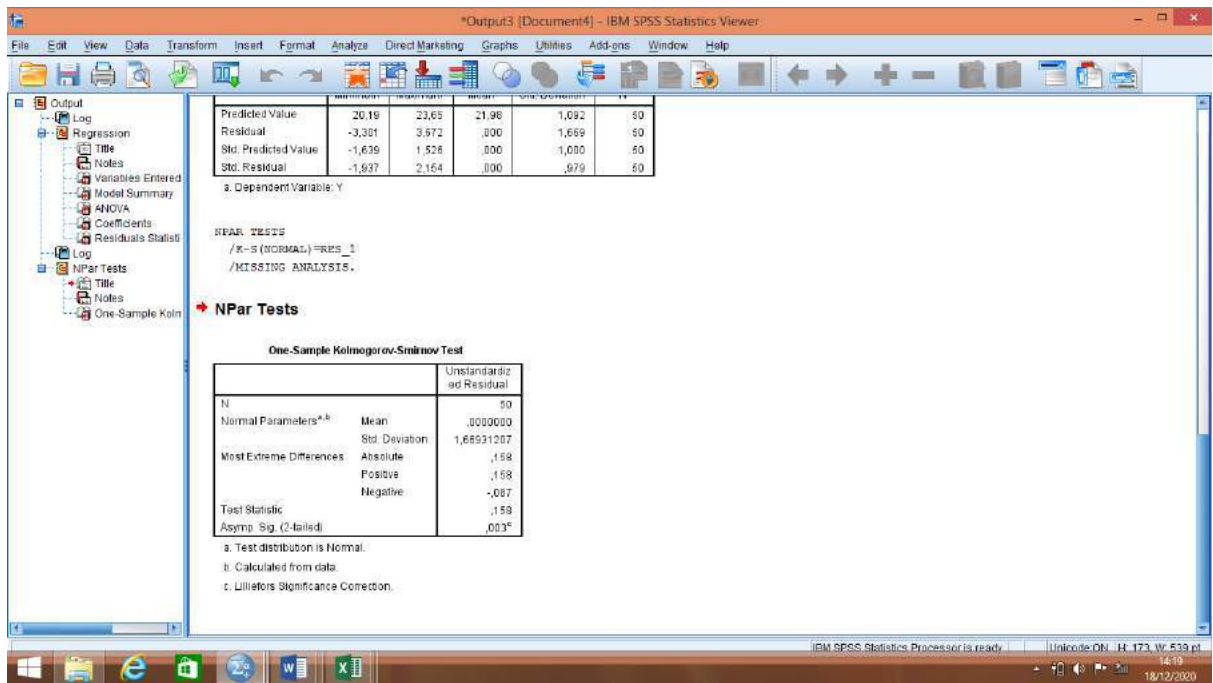 *Output3 [Document4] - IBM SPSS Statistics Viewer
File Edit View Data Transform Insert Format Analyze Direct Marketing Graphs Utilities Add-ons Window Help
Output
Log
Regression
Title
Notes
Variables Entered
Model Summary
ANOVA
Coefficients
Residuals Statisti
Log
NPar Tests
Title
Notes
One-Sample Kolm
Predicted Value 20,19 23,65 21,98 1,092 50
Residual -3,301 3,672 ,000 1,669 50
Std. Predicted Value -1,639 1,526 ,000 1,000 50
Std. Residual -1,937 2,154 ,000 ,979 50
a. Dependent Variable: Y
NPAR TESTS
/K-S(NORMAL)=RES_1
/MISSING ANALYSIS.
NPar Tests
One-Sample Kolmogorov-Smirnov Test
Unstandardiz
ed Residual
N 50
Normal Parameters a,b Mean ,0000000
Std. Deviation 1,66931207
Most Extreme Differences Absolute ,158
Positive ,158
Negative -,087
Test Statistic ,158
Asymp. Sig. (2-tailed) ,003c
a. Test distribution is Normal.
b. Calculated from data.
c. Lilliefors Significance Correction.
IBM SPSS Statistics Processor is ready Unicode:ON H: 173, W: 539 pt
14:19
18/12/2020